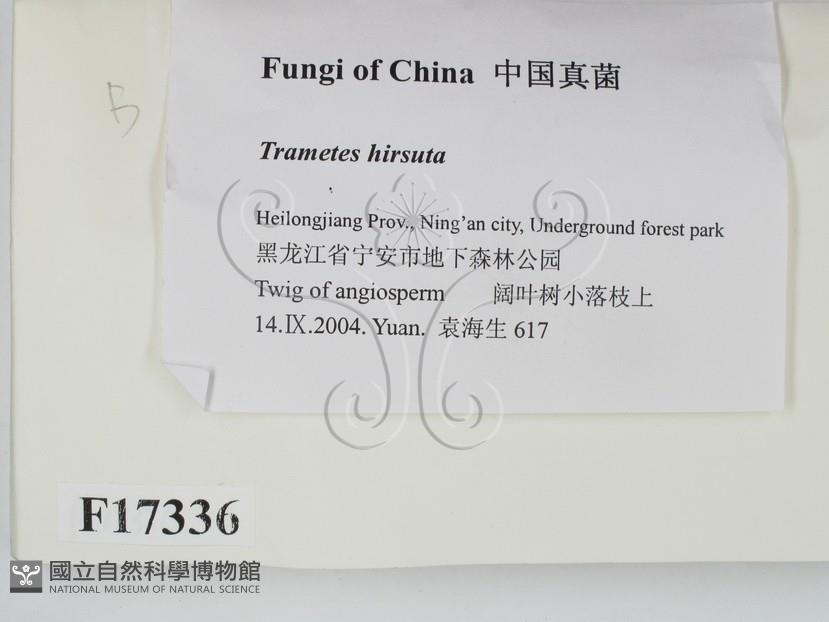 Fungi of China 中国真菌
Trametes hirsuta
Heilongjiang Prov., Ning'an city, Underground forest park
黑龙江省宁安市地下森林公园
Twig of angiosperm 阔叶树小落枝上
14.IX.2004. Yuan. 袁海生 617
F17336
國立自然科學博物館
NATIONAL MUSEUM OF NATURAL SCIENCE